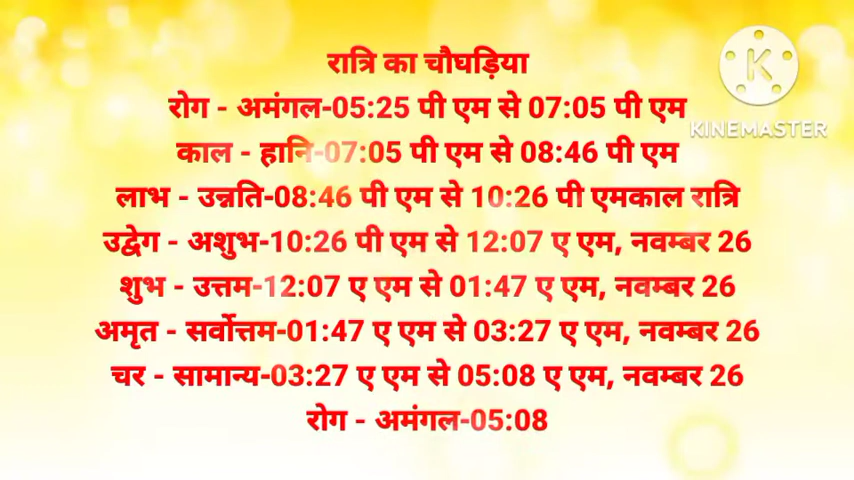 रात्रि का चौघड़िया
रोग - अमंगल-05:25 पी एम से 07:05 पी एम
काल - हानि-07:05 पी एम से 08:46 पी एम
लाभ - उन्नति-08:46 पी एम से 10:26 पी एमकाल रात्रि
उद्वेग - अशुभ-10:26 पी एम से 12:07 ए एम, नवम्बर 26
शुभ - उत्तम-12:07 ए एम से 01:47 ए एम, नवम्बर 26
अमृत - सर्वोत्तम-01:47 ए एम से 03:27 ए एम, नवम्बर 26
चर - सामान्य-03:27 ए एम से 05:08 ए एम, नवम्बर 26
रोग - अमंगल-05:08
K
KINEMASTER